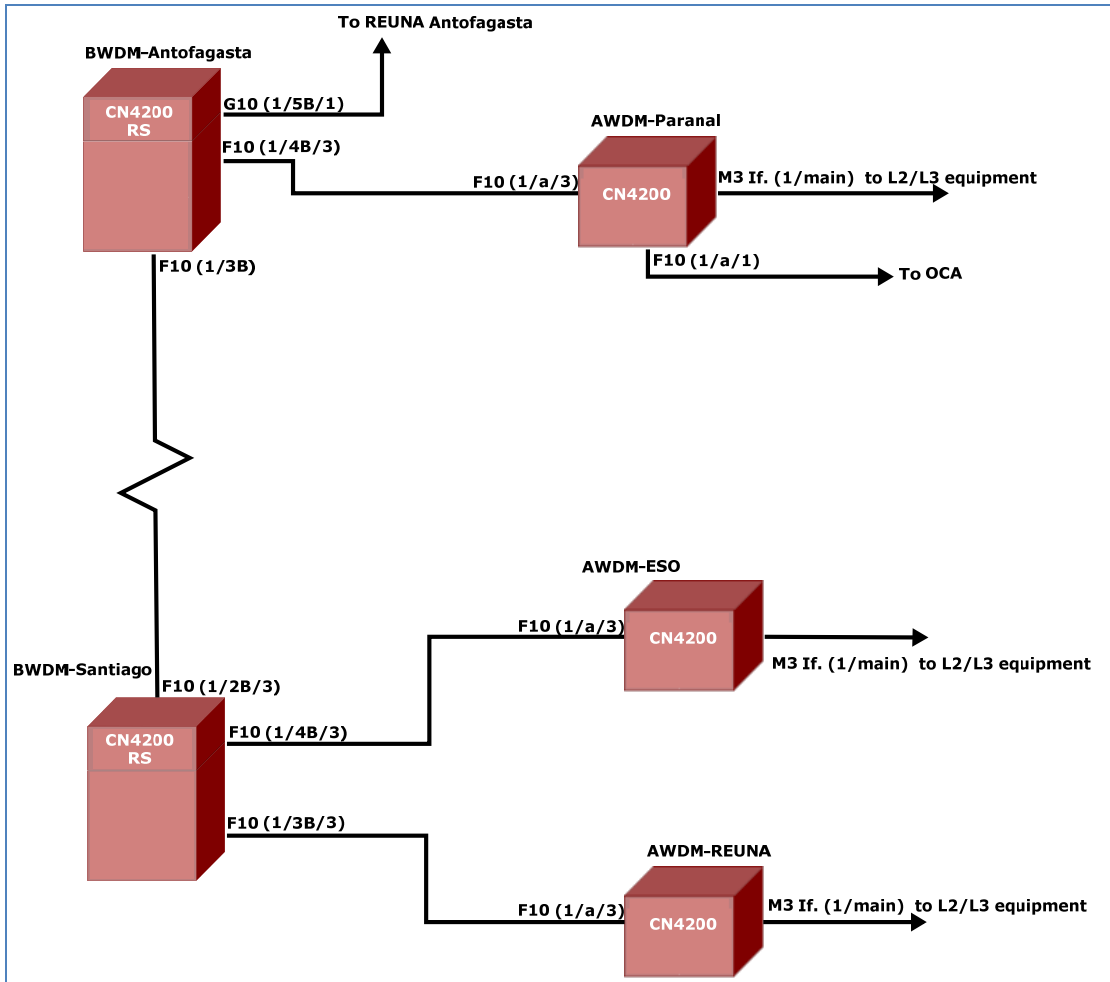 To REUNA Antofagasta
BWDM-Antofagasta
CN4200
RS
G10 (1/5B/1)
F10 (1/4B/3)
AWDM-Paranal
F10 (1/a/3)
CN4200
M3 If. (1/main) to L2/L3 equipment
F10 (1/a/1)
To OCA
F10 (1/3B)
AWDM-ESO
F10 (1/a/3)
CN4200
M3 If. (1/main) to L2/L3 equipment
BWDM-Santiago
F10 (1/2B/3)
CN4200
RS
F10 (1/4B/3)
F10 (1/3B/3)
AWDM-REUNA
F10 (1/a/3)
CN4200
M3 If. (1/main) to L2/L3 equipment